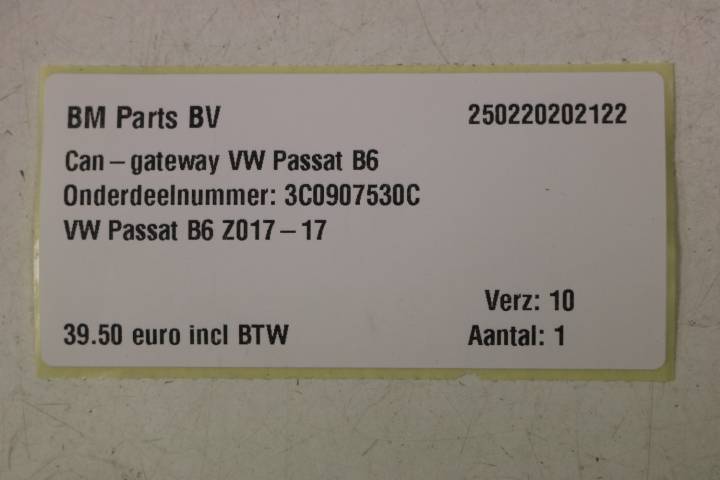 BM Parts BV 250220202122
Can-gateway VW Passat B6
Onderdeelnummer: 3C0907530C
VW Passat B6 Z017-17
Verz: 10
39.50 euro incl BTW Aantal: 1